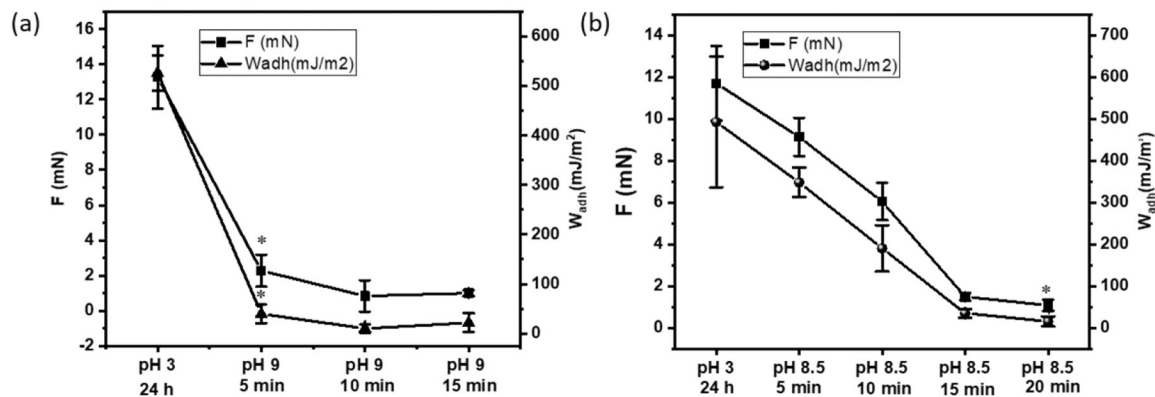 (a)
F (mN)
Wadh(mJ/m2)
16
14
12
10
8
6
4
2
0
-2
F (mN)
600
500
400
300
200
100
0
W_adh(mJ/m²)
*
*
pH 3
24 h
pH 9
5 min
pH 9
10 min
pH 9
15 min
(b)
F (mN)
Wadh(mJ/m2)
14
12
10
8
6
4
2
0
F (mN)
700
600
500
400
300
200
100
0
W_adh(mJ/m²)
*
pH 3
24 h
pH 8.5
5 min
pH 8.5
10 min
pH 8.5
15 min
pH 8.5
20 min